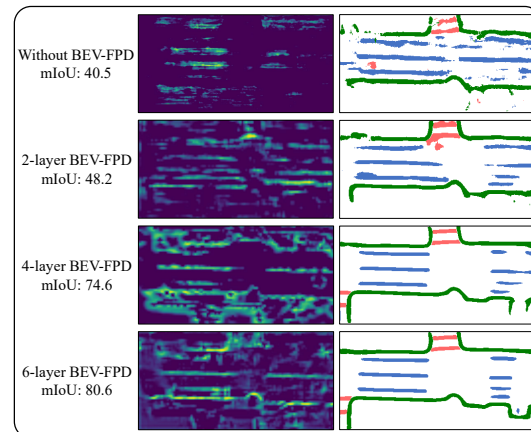 Without BEV-FPD
mIoU: 40.5
2-layer BEV-FPD
mIoU: 48.2
4-layer BEV-FPD
mIoU: 74.6
6-layer BEV-FPD
mIoU: 80.6